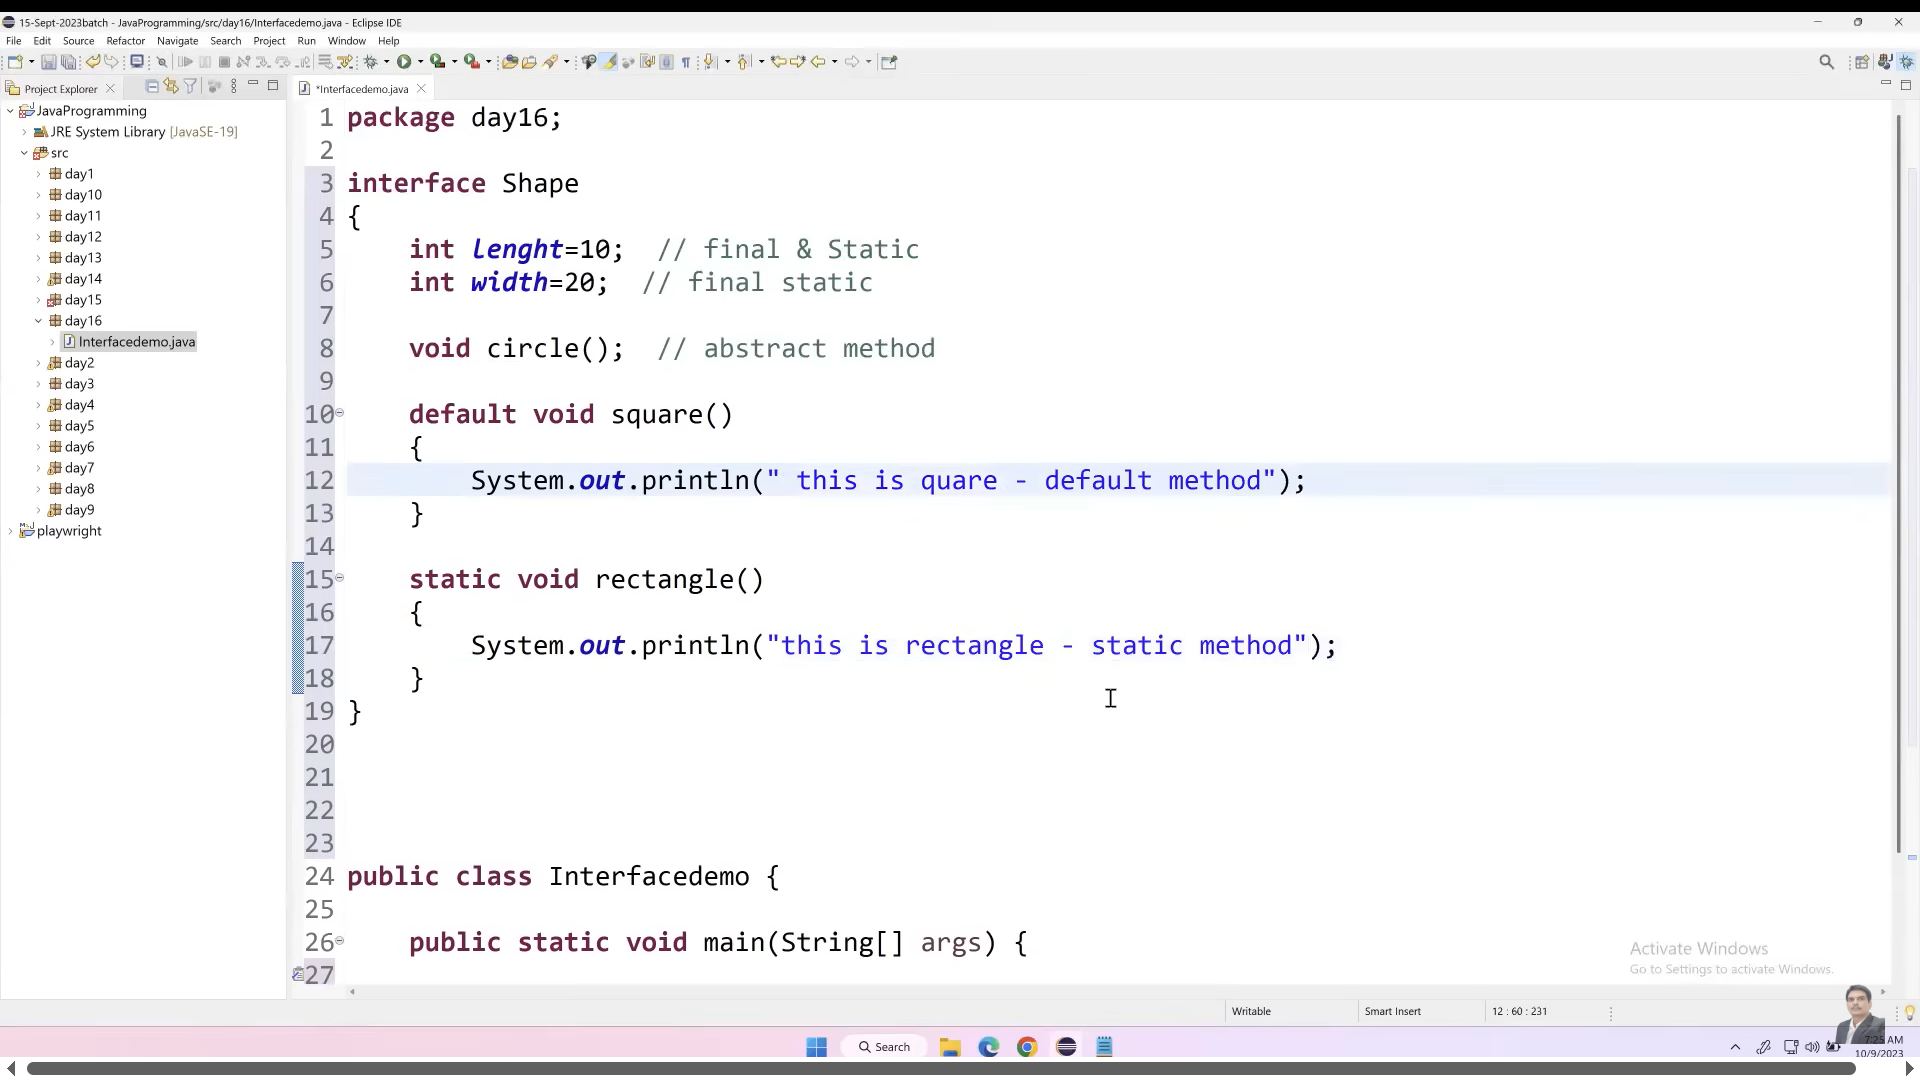 15-Sept-2023batch - JavaProgramming/src/day16/Interfacedemo.java - Eclipse IDE
File Edit Source Refactor Navigate Search Project Run Window Help
Project Explorer
*Interfacedemo.java
JavaProgramming
JRE System Library [JavaSE-19]
src
day1
day10
day11
day12
day13
day14
day15
day16
Interfacedemo.java
day2
day3
day4
day5
day6
day7
day8
day9
playwright
1 package day16;
2
3 interface Shape
4 {
5 int lenght=10; // final & Static
6 int width=20; // final static
7
8 void circle(); // abstract method
9
10 default void square()
11 {
12 System.out.println(" this is quare - default method");
13 }
14
15 static void rectangle()
16 {
17 System.out.println("this is rectangle - static method");
18 }
19 }
20
21
22
23
24 public class Interfacedemo {
25
26 public static void main(String[] args) {
27
Activate Windows
Go to Settings to activate Windows.
Writable Smart Insert 12 : 60 : 231
Search
7:25 AM
10/9/2023